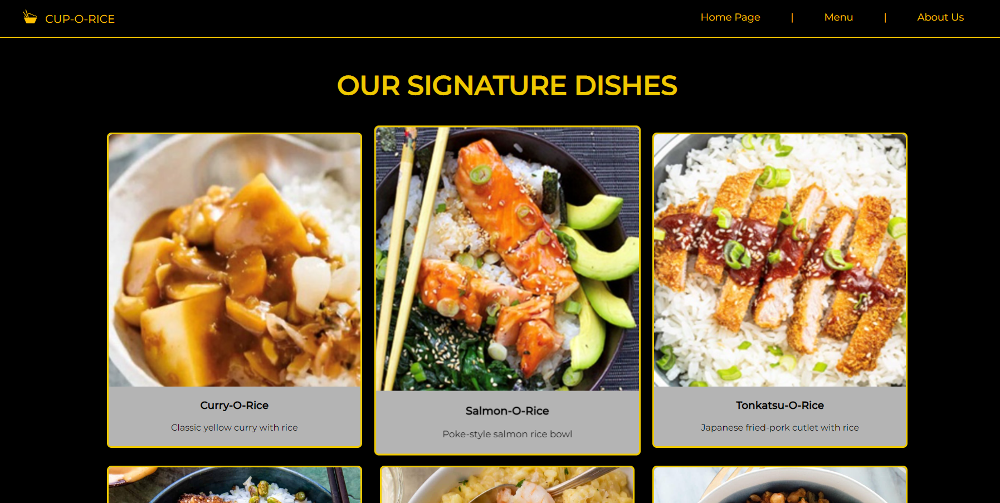 CUP-O-RICE
Home Page | Menu | About Us
OUR SIGNATURE DISHES
Curry-O-Rice
Classic yellow curry with rice
Salmon-O-Rice
Poke-style salmon rice bowl
Tonkatsu-O-Rice
Japanese fried-pork cutlet with rice